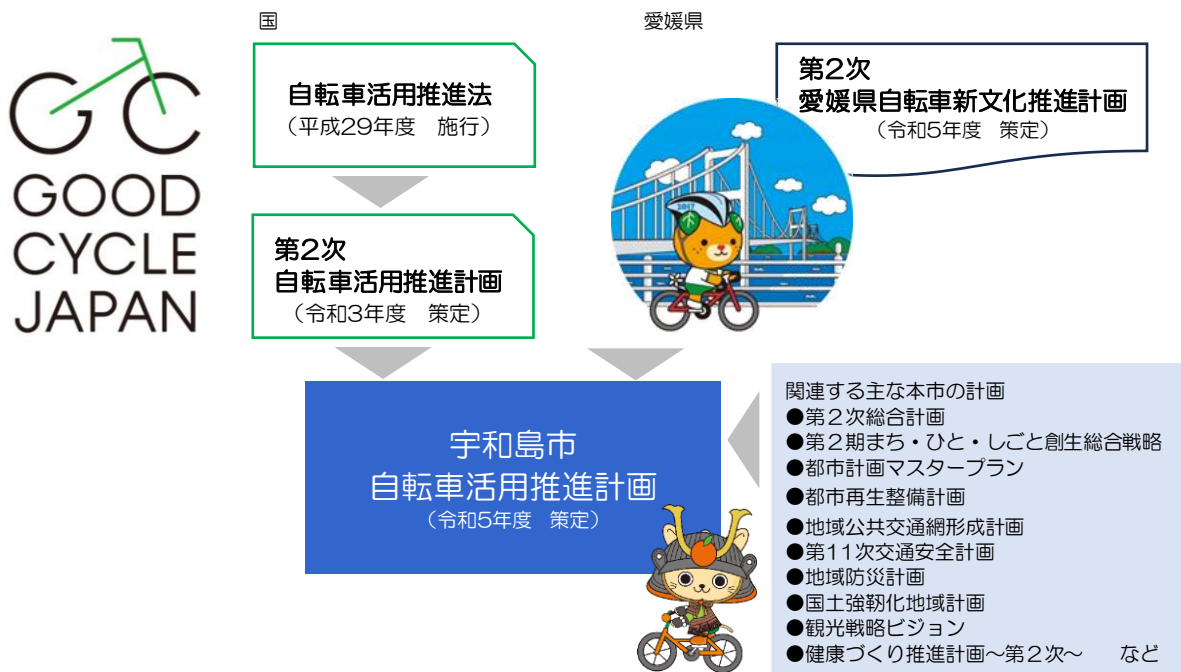 GC
GOOD
CYCLE
JAPAN
国
自転車活用推進法
（平成29年度　施行）
第2次
自転車活用推進計画
（令和3年度　策定）
愛媛県
第2次
愛媛県自転車新文化推進計画
（令和5年度　策定）
2017
宇和島市
自転車活用推進計画
（令和5年度　策定）
関連する主な本市の計画
●第２次総合計画
●第２期まち・ひと・しごと創生総合戦略
●都市計画マスタープラン
●都市再生整備計画
●地域公共交通網形成計画
●第11次交通安全計画
●地域防災計画
●国土強靭化地域計画
●観光戦略ビジョン
●健康づくり推進計画～第２次～　　など